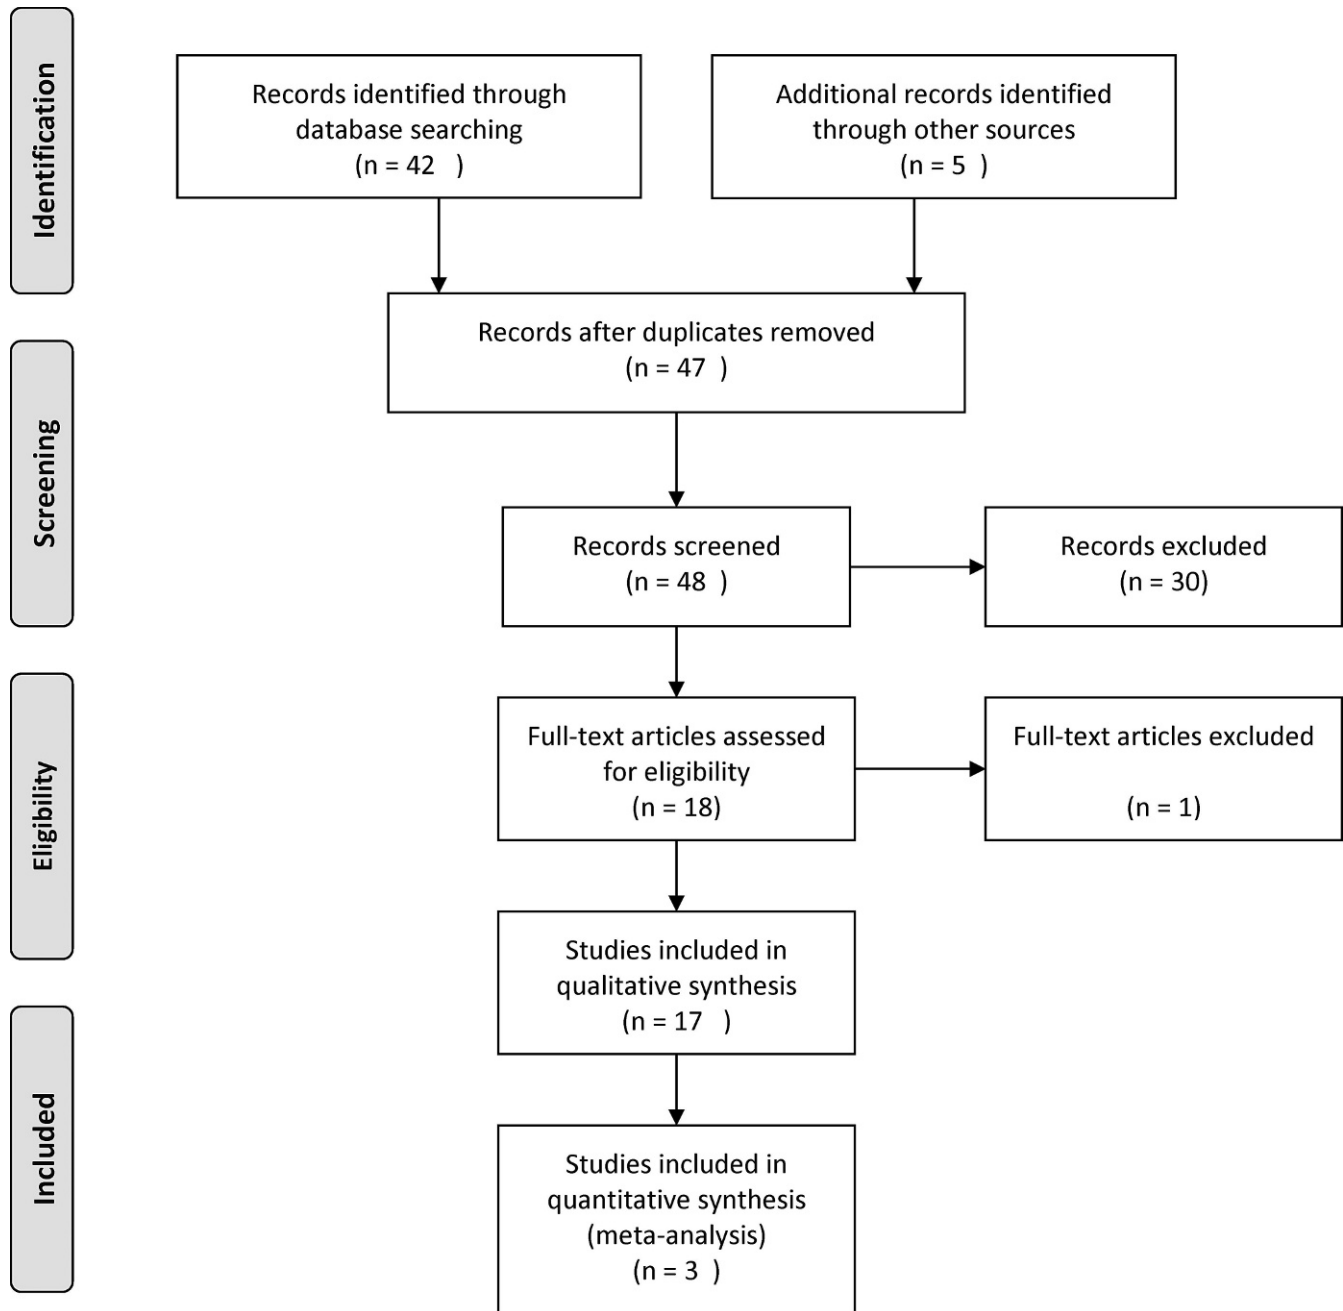 Identification
Records identified through
database searching
(n = 42   )
Additional records identified
through other sources
(n = 5  )
Records after duplicates removed
(n = 47  )
Screening
Records screened
(n = 48  )
Records excluded
(n = 30)
Eligibility
Full-text articles assessed
for eligibility
(n = 18)
Full-text articles excluded
(n = 1)
Studies included in
qualitative synthesis
(n = 17   )
Included
Studies included in
quantitative synthesis
(meta-analysis)
(n = 3  )